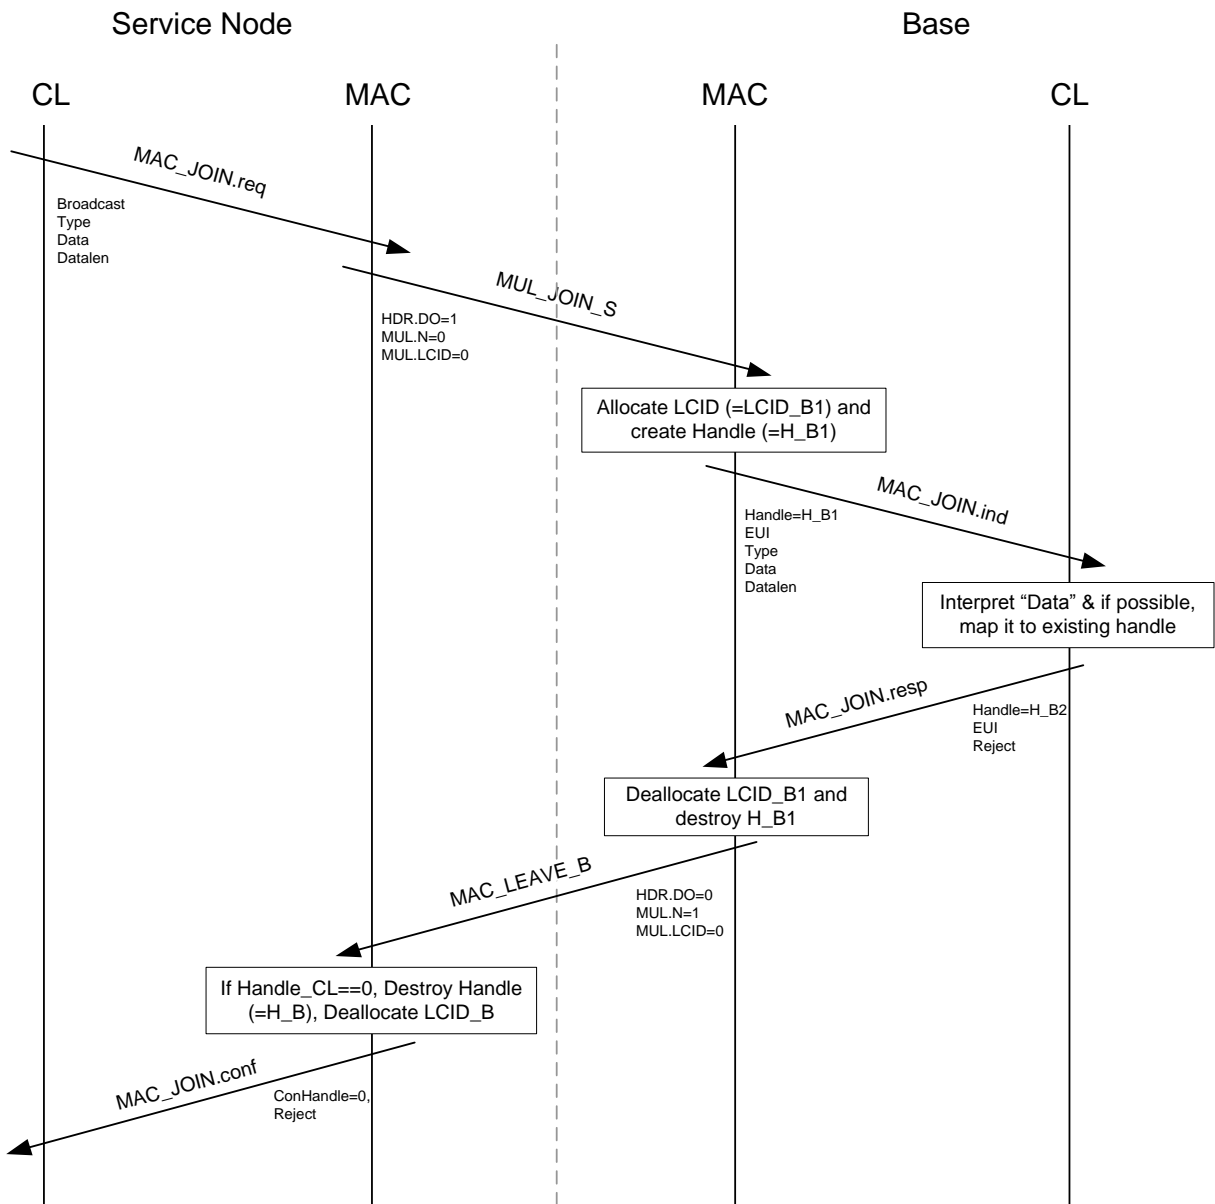 Service Node
Base
CL
MAC
MAC
CL
MAC_JOIN.req
Broadcast
Type
Data
Datalen
MUL_JOIN_S
HDR.DO=1
MUL.N=0
MUL.LCID=0
Allocate LCID (=LCID_B1) and
create Handle (=H_B1)
MAC_JOIN.ind
Handle=H_B1
EUI
Type
Data
Datalen
Interpret “Data” & if possible,
map it to existing handle
MAC_JOIN.resp
Handle=H_B2
EUI
Reject
Deallocate LCID_B1 and
destroy H_B1
MAC_LEAVE_B
HDR.DO=0
MUL.N=1
MUL.LCID=0
If Handle_CL==0, Destroy Handle
(=H_B), Deallocate LCID_B
MAC_JOIN.conf
ConHandle=0,
Reject